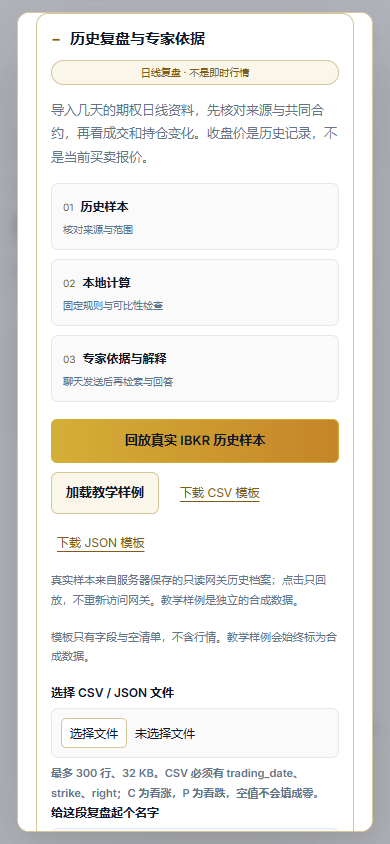 − 历史复盘与专家依据
日线复盘 · 不是即时行情
导入几天的期权日线资料，先核对来源与共同合
约，再看成交和持仓变化。收盘价是历史记录，不
是当前买卖报价。
01 历史样本
核对来源与范围
02 本地计算
固定规则与可比性检查
03 专家依据与解释
聊天发送后再检索与回答
回放真实 IBKR 历史样本
加载教学样例 下载 CSV 模板
下载 JSON 模板
真实样本来自服务器保存的只读网关历史档案；点击只回
放，不重新访问网关。教学样例是独立的合成数据。
模板只有字段与空清单，不含行情。教学样例会始终标为合
成数据。
选择 CSV / JSON 文件
选择文件 未选择文件
最多 300 行、32 KB。CSV 必须有 trading_date、
strike、right；C 为看涨，P 为看跌，空值不会填成零。
给这段复盘起个名字